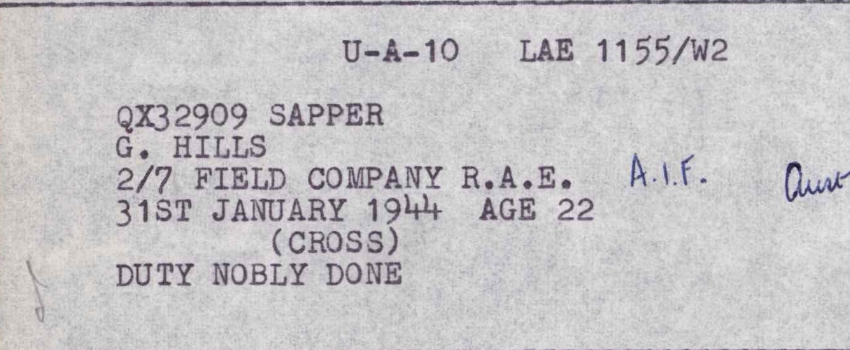 U-A-10 LAE 1155/W2
QX32909 SAPPER
G. HILLS
2/7 FIELD COMPANY R.A.E. A.I.F. Aust
31ST JANUARY 1944 AGE 22
(CROSS)
DUTY NOBLY DONE